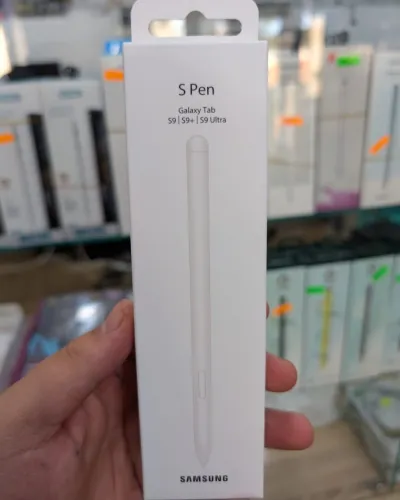 S Pen
Galaxy Tab
S9 | S9+ | S9 Ultra
SAMSUNG